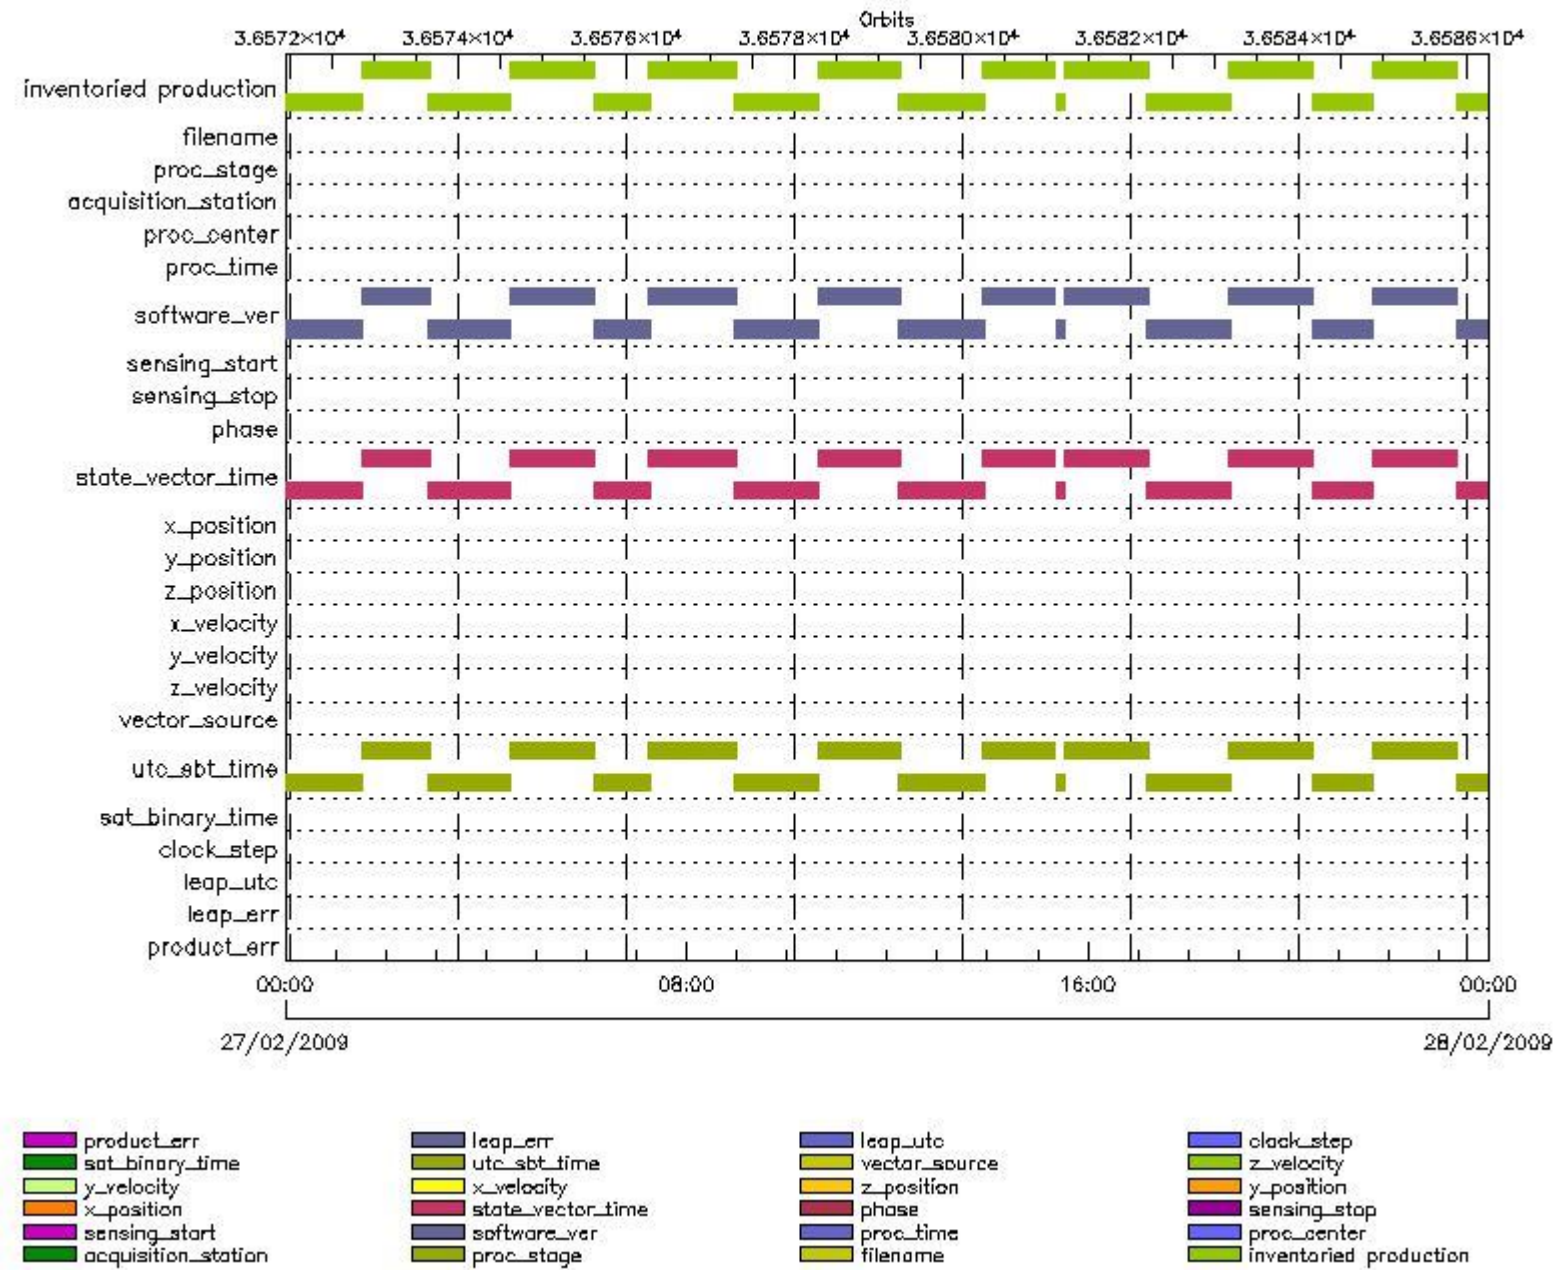 Orbits
3.6572×10⁴ 3.6574×10⁴ 3.6576×10⁴ 3.6578×10⁴ 3.6580×10⁴ 3.6582×10⁴ 3.6584×10⁴ 3.6586×10⁴
inventoried production
filename
proc_stage
acquisition_station
proc_center
proc_time
software_ver
sensing_start
sensing_stop
phase
state_vector_time
x_position
y_position
z_position
x_velocity
y_velocity
z_velocity
vector_source
utc_sbt_time
sat_binary_time
clock_step
leap_utc
leap_err
product_err
00:00 08:00 16:00 00:00
27/02/2009 28/02/2009
product_err leap_err leap_utc clock_step
sat_binary_time utc_sbt_time vector_source z_velocity
y_velocity x_velocity z_position y_position
x_position state_vector_time phase sensing_stop
sensing_start software_ver proc_time proc_center
acquisition_station proc_stage filename inventoried production